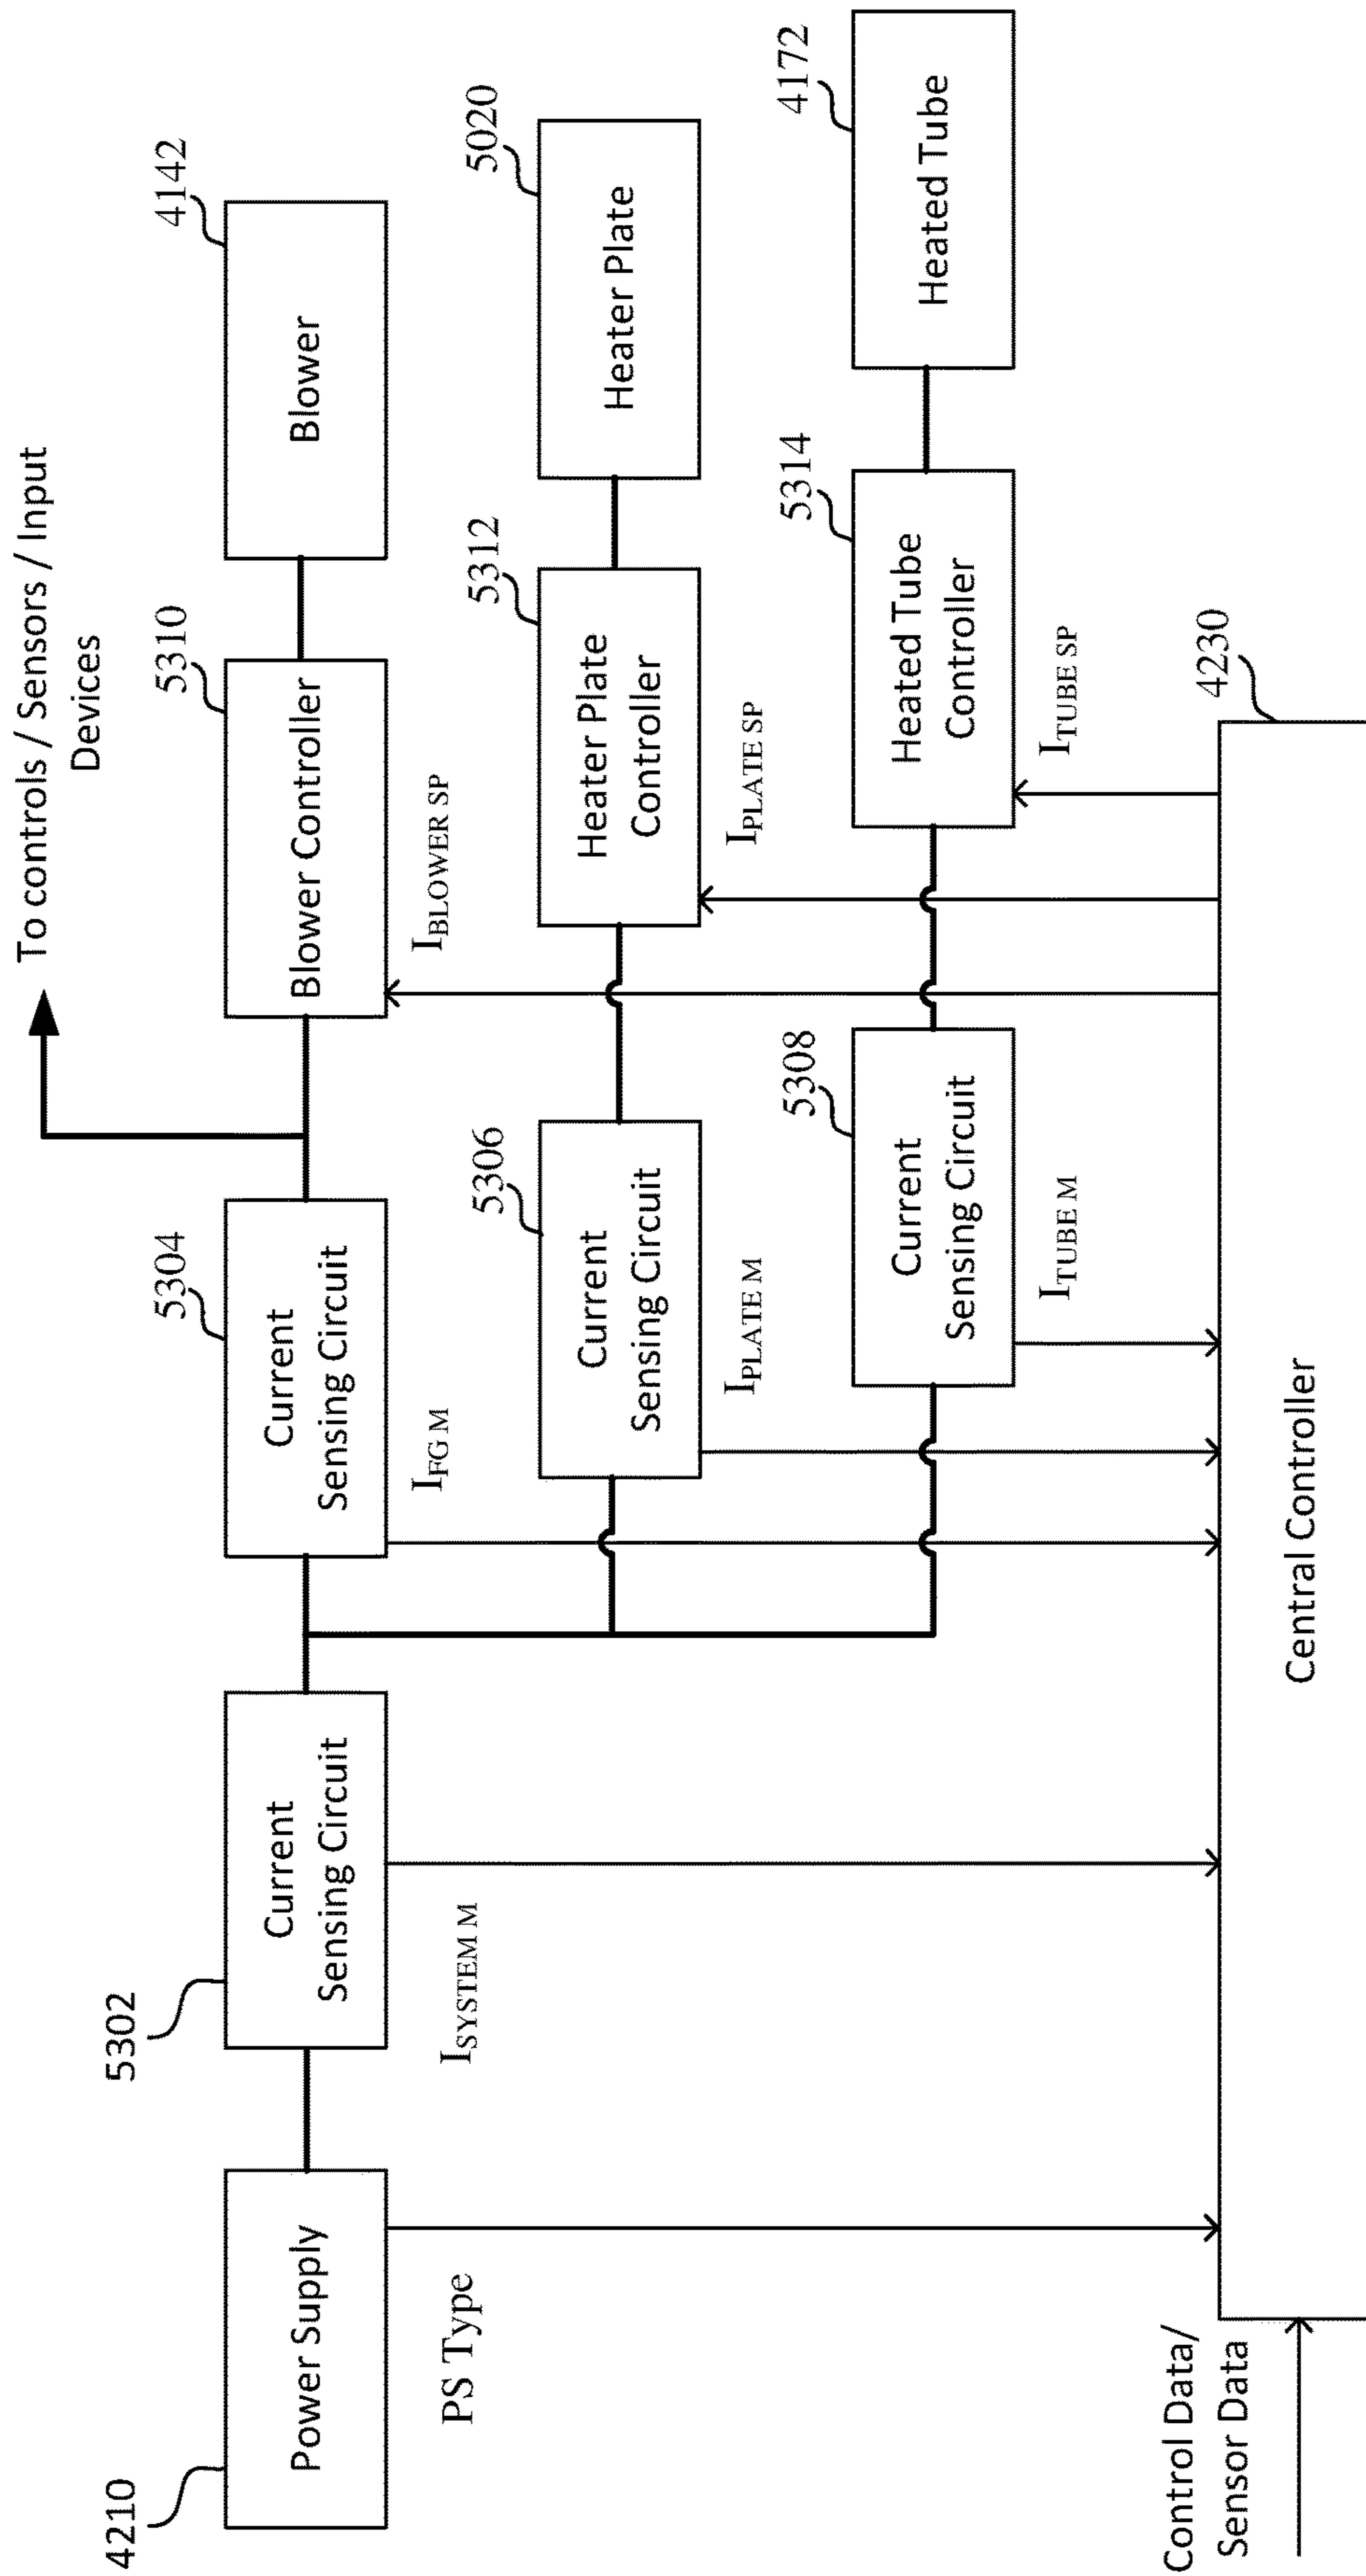 To controls / Sensors / Input
Devices
4210
Power Supply
PS Type
5302
Current
Sensing Circuit
I_SYSTEM M
5304
Current
Sensing Circuit
I_FG M
5310
Blower Controller
I_BLOWER SP
4142
Blower
5306
Current
Sensing Circuit
I_PLATE M
5312
Heater Plate
Controller
I_PLATE SP
5020
Heater Plate
5308
Current
Sensing Circuit
I_TUBE M
5314
Heated Tube
Controller
I_TUBE SP
4172
Heated Tube
Control Data/
Sensor Data
4230
Central Controller